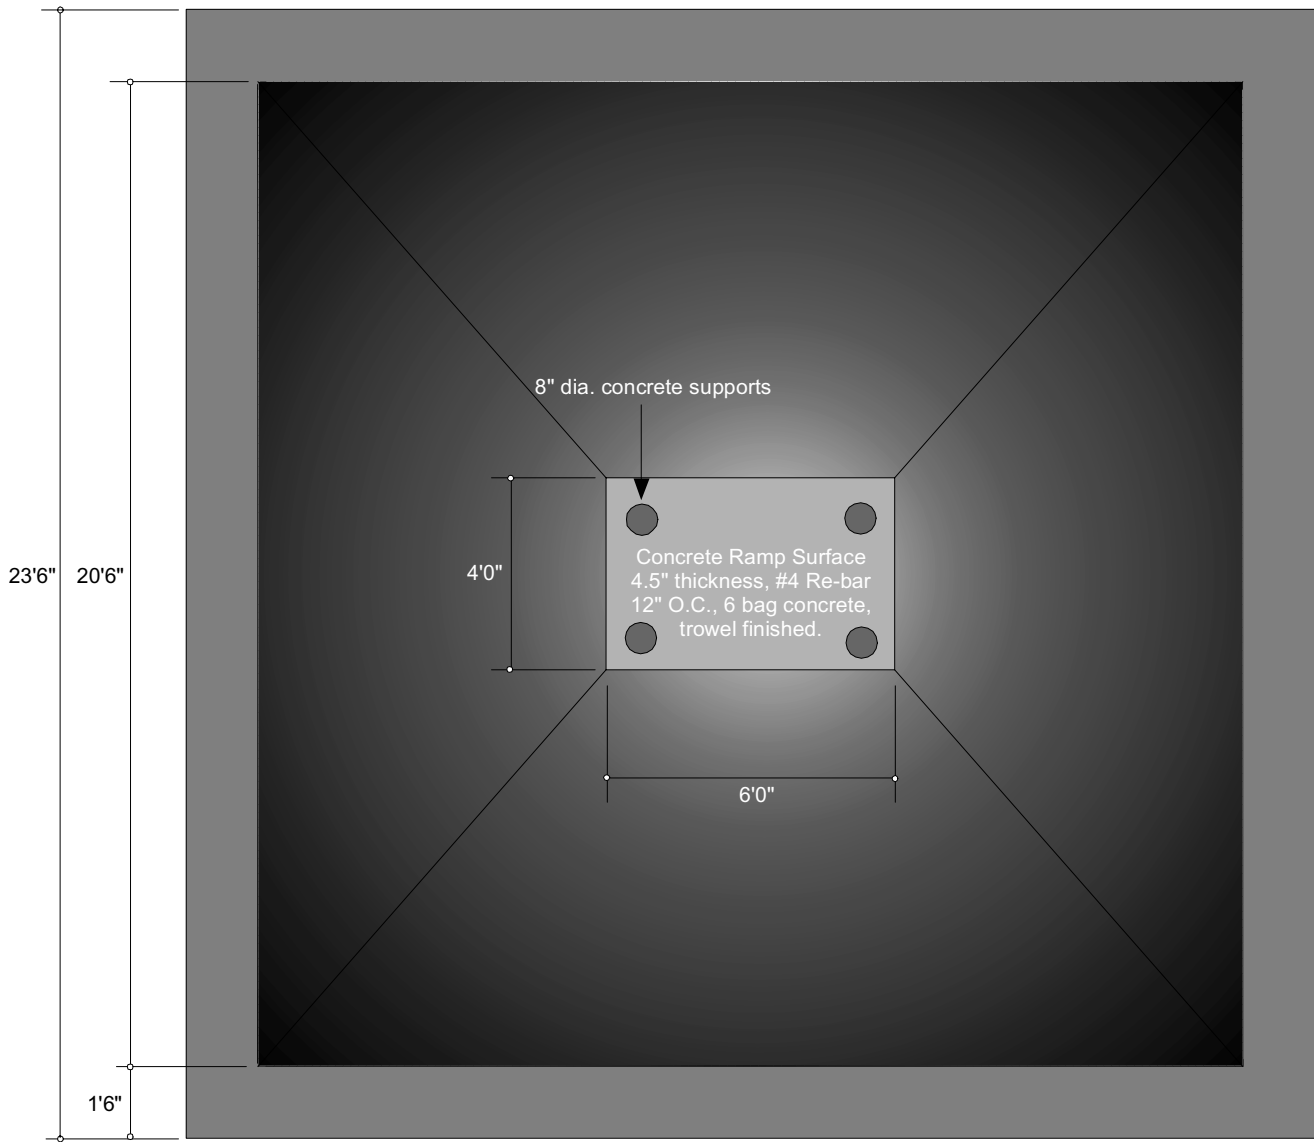 8" dia. concrete supports
Concrete Ramp Surface
4.5" thickness, #4 Re-bar
12" O.C., 6 bag concrete,
trowel finished.
4'0"
23'6"
20'6"
6'0"
1'6"